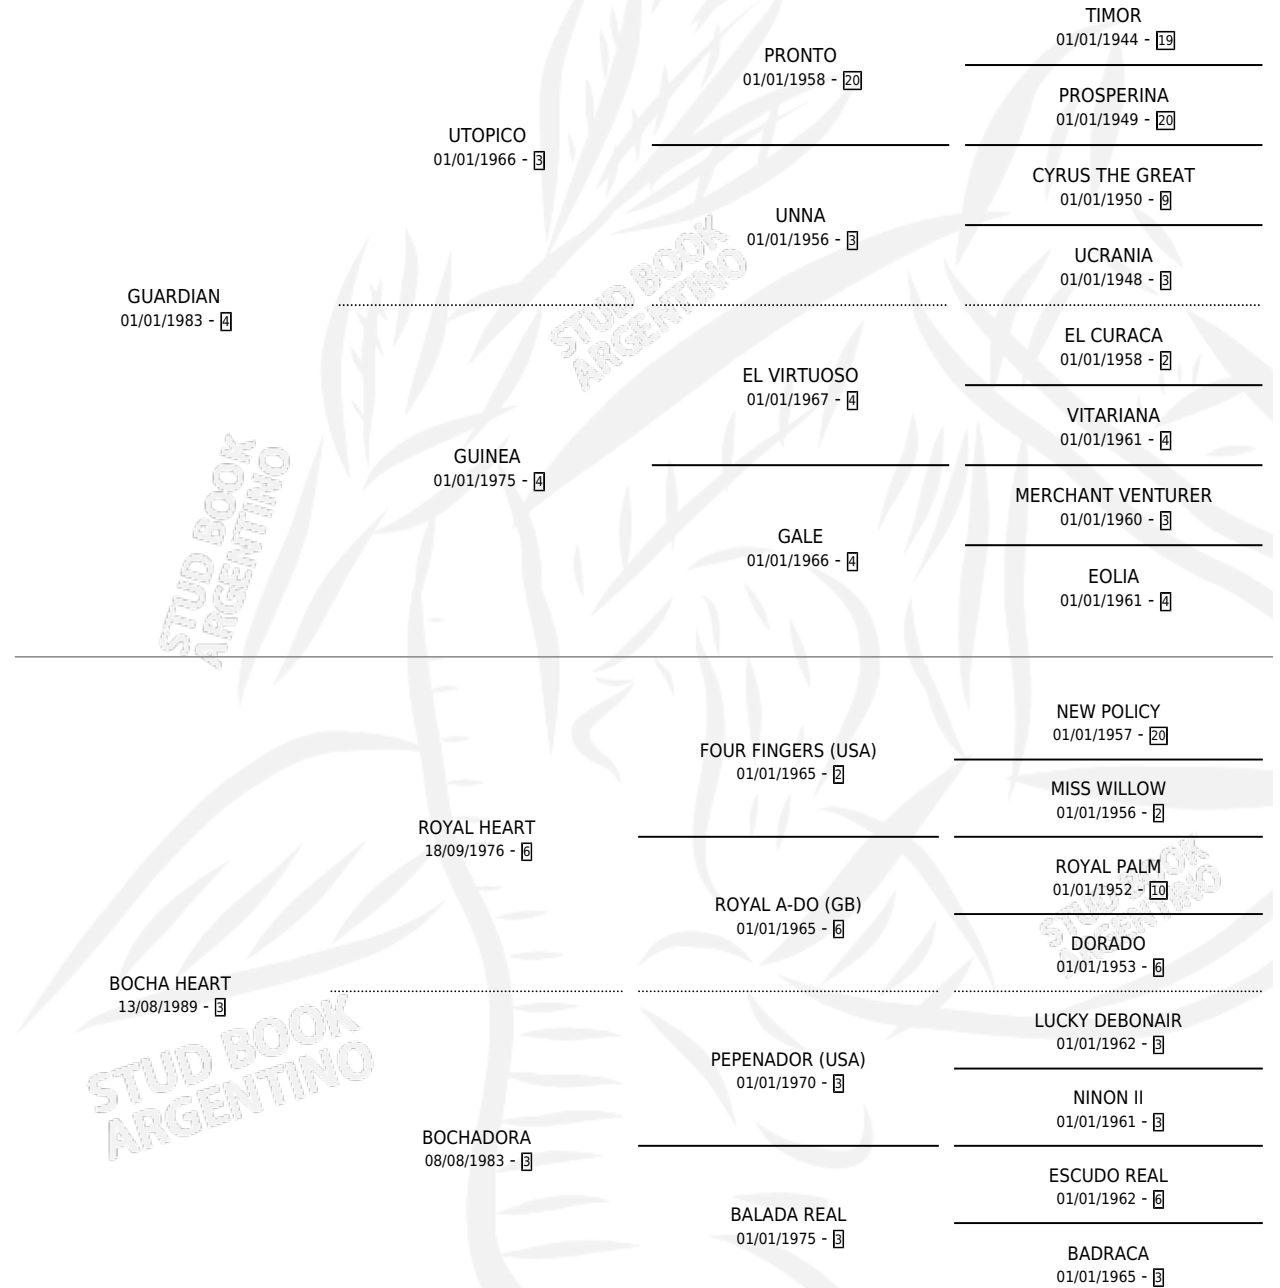 TIMOR
01/01/1944 - 19
PRONTO
01/01/1958 - 20
PROSPERINA
01/01/1949 - 20
UTOPICO
01/01/1966 - 3
CYRUS THE GREAT
01/01/1950 - 9
UNNA
01/01/1956 - 3
UCRANIA
01/01/1948 - 3
GUARDIAN
01/01/1983 - 4
EL CURACA
01/01/1958 - 2
EL VIRTUOSO
01/01/1967 - 4
VITARIANA
01/01/1961 - 4
GUINEA
01/01/1975 - 4
MERCHANT VENTURER
01/01/1960 - 3
GALE
01/01/1966 - 4
EOLIA
01/01/1961 - 4
STUD BOOK
ARGENTINO
STUD BOOK
ARGENTINO
NEW POLICY
01/01/1957 - 20
FOUR FINGERS (USA)
01/01/1965 - 2
MISS WILLOW
01/01/1956 - 2
ROYAL HEART
18/09/1976 - 6
ROYAL PALM
01/01/1952 - 10
ROYAL A-DO (GB)
01/01/1965 - 6
DORADO
01/01/1953 - 6
BOCHA HEART
13/08/1989 - 3
LUCKY DEBONAIR
01/01/1962 - 3
PEPENADOR (USA)
01/01/1970 - 3
NINON II
01/01/1961 - 3
BOCHADORA
08/08/1983 - 3
ESCUDO REAL
01/01/1962 - 6
BALADA REAL
01/01/1975 - 3
BADRACA
01/01/1965 - 3
STUD BOOK
ARGENTINO
STUD BOOK
ARGENTINO